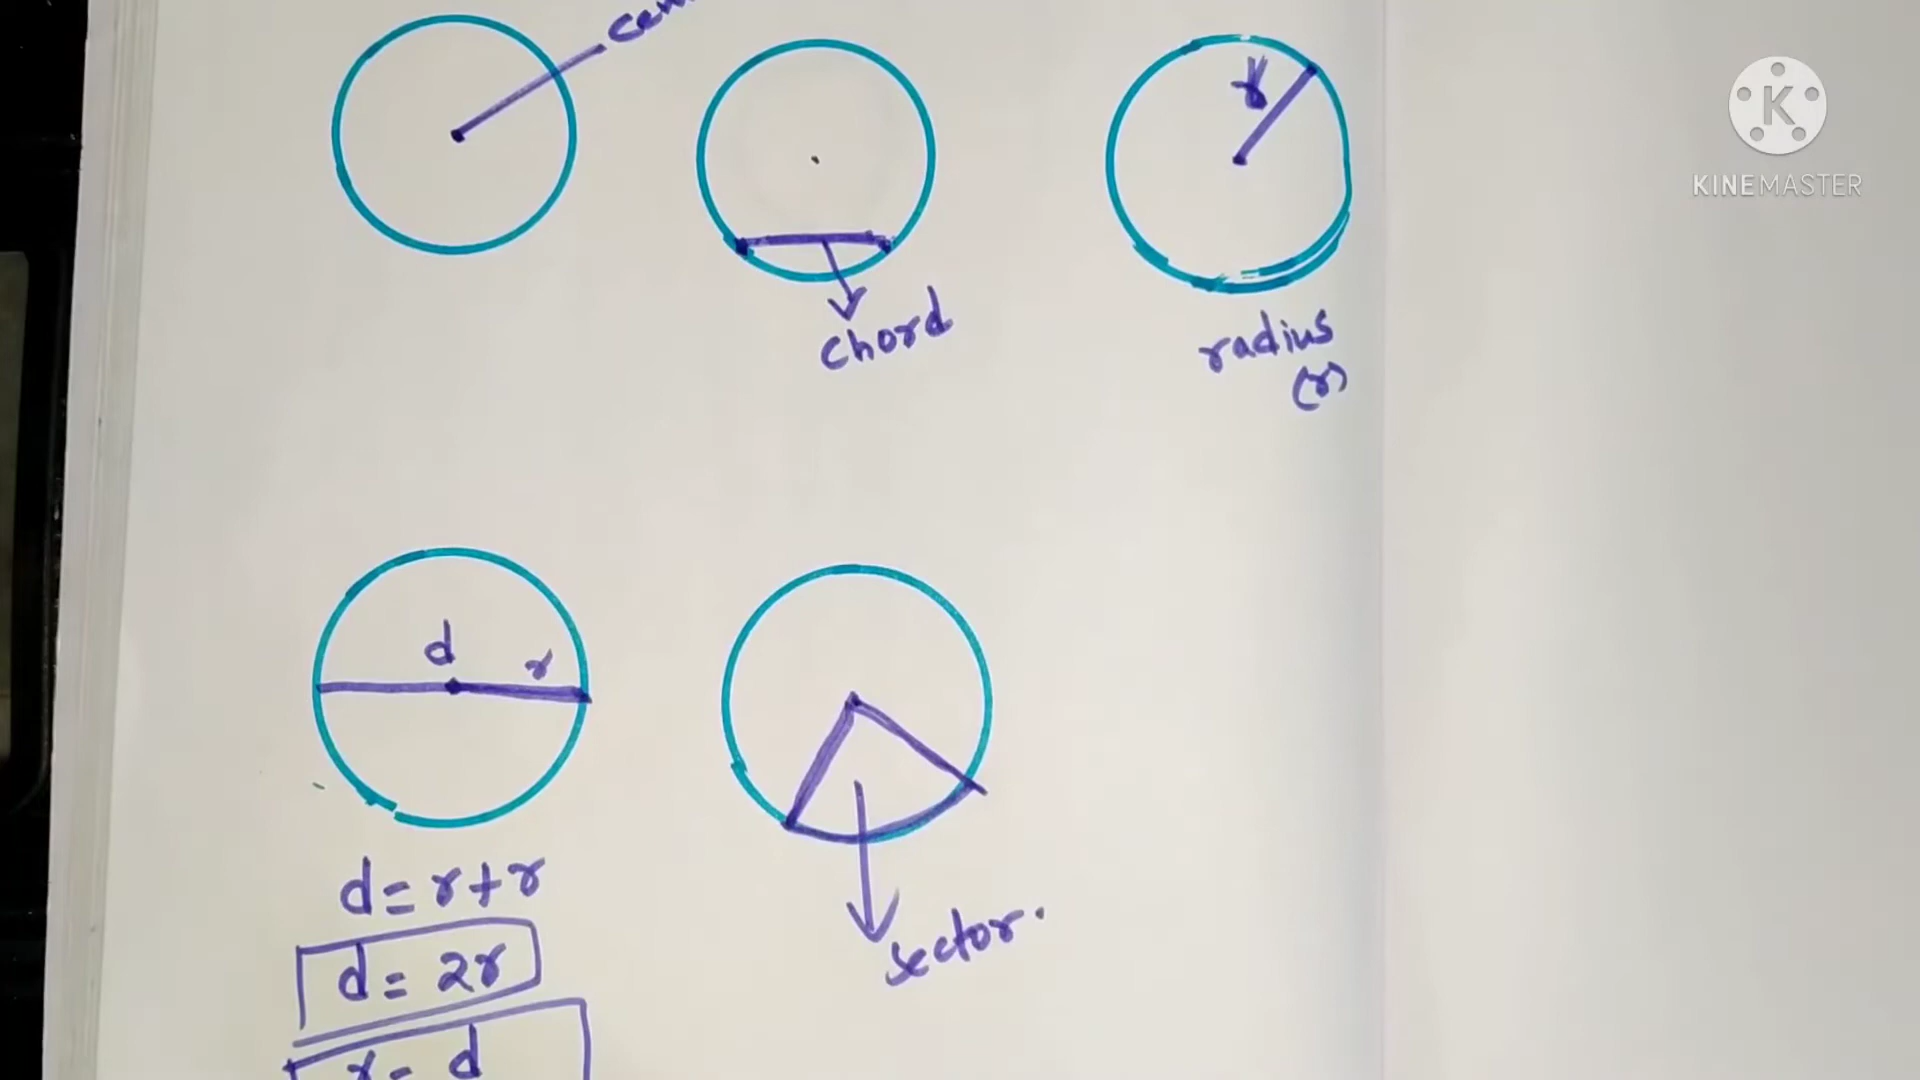 chord
r
radius
(r)
d
r
d=r+r
d= 2r
r= d
sector.
KINEMASTER